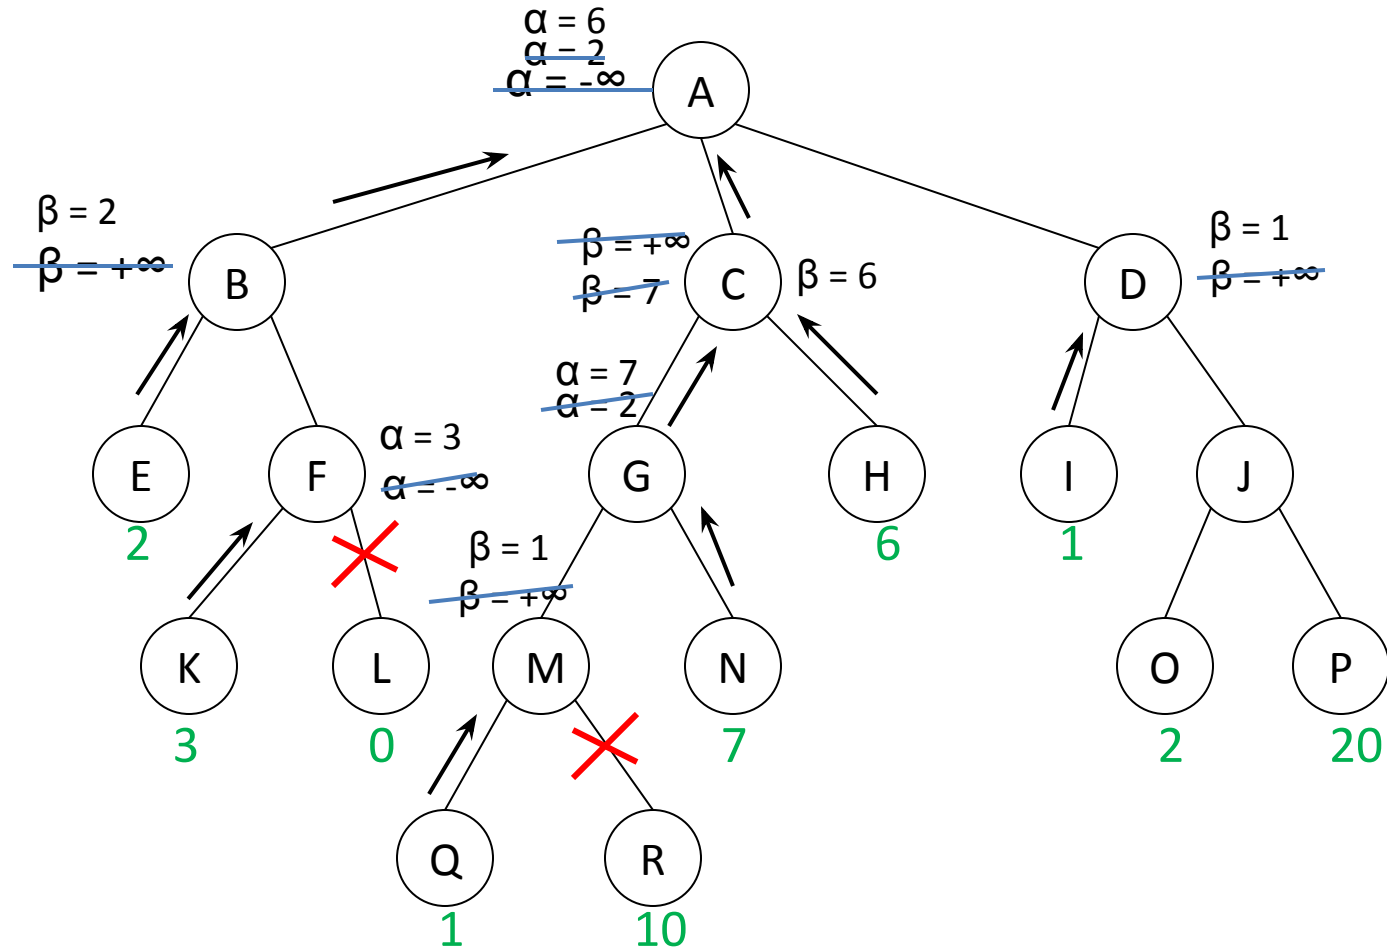 α = 6
α = 2
α = -∞
A
β = 2
β = +∞
B
β = +∞
β = 7
C
β = 6
D
β = 1
β = +∞
α = 7
α = 2
E
F
α = 3
α = -∞
G
H
I
J
2
6
1
β = 1
β = +∞
K
L
M
N
O
P
3
0
7
2
20
Q
R
1
10